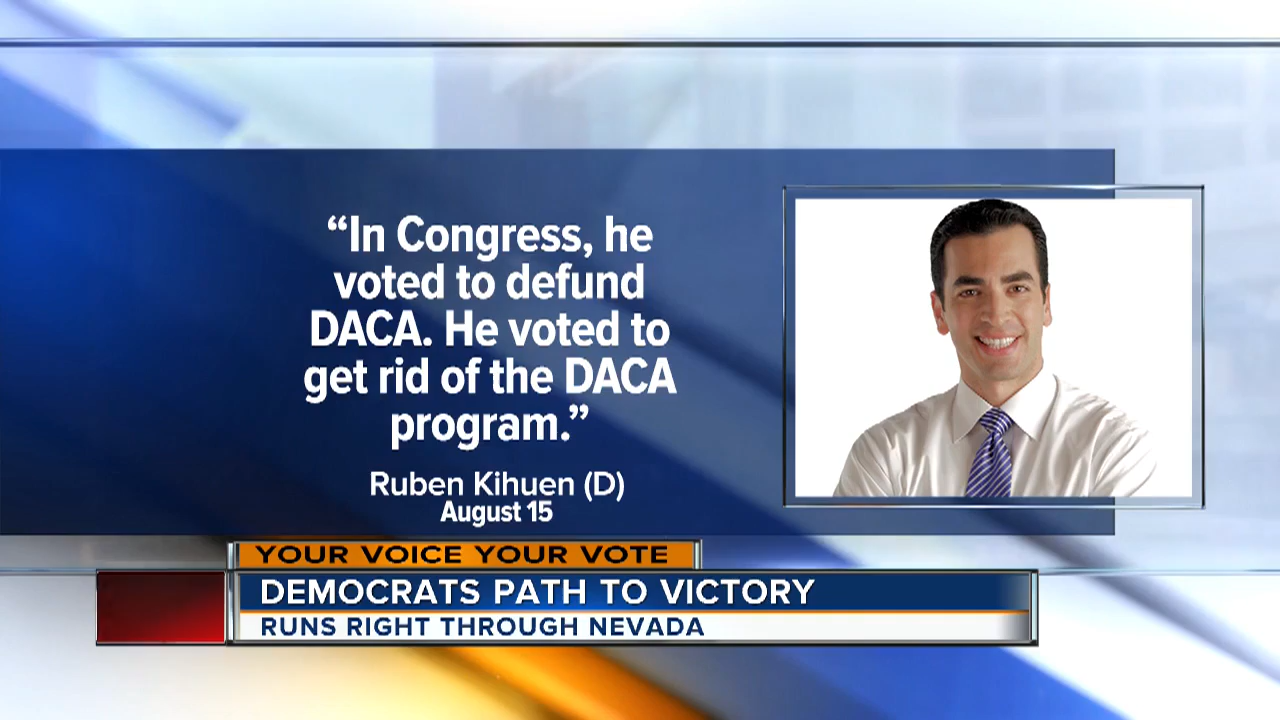 “In Congress, he
voted to defund
DACA. He voted to
get rid of the DACA
program.”
Ruben Kihuen (D)
August 15
YOUR VOICE YOUR VOTE
DEMOCRATS PATH TO VICTORY
RUNS RIGHT THROUGH NEVADA